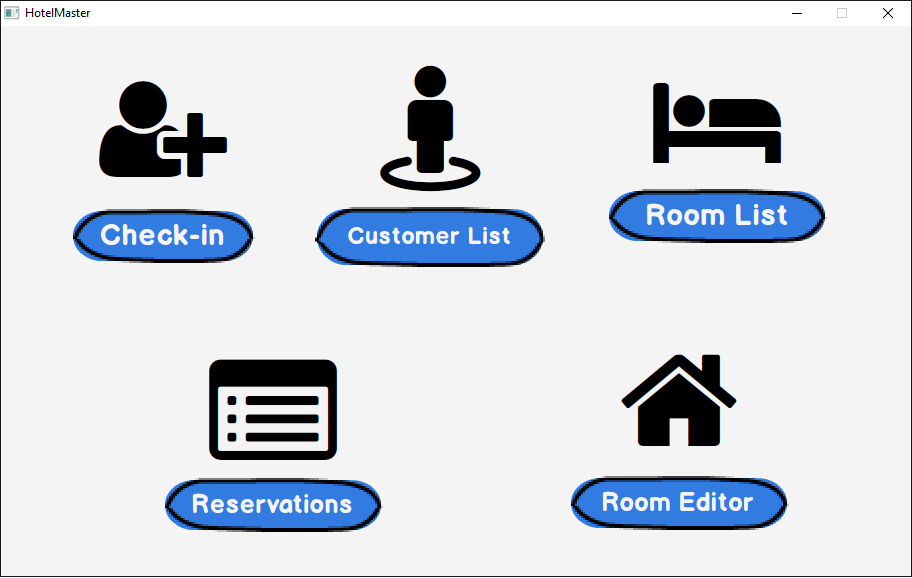 HotelMaster
Check-in
Customer List
Room List
Reservations
Room Editor